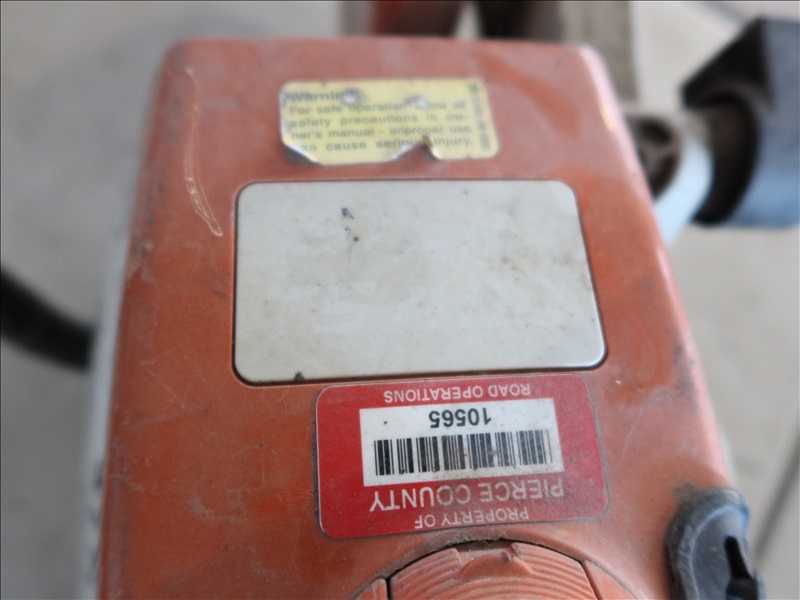 Warning!
For safe operation follow all
safety precautions in ow-
ner's manual - improper use
can cause serious injury.
PROPERTY OF
PIERCE COUNTY
10565
ROAD OPERATIONS